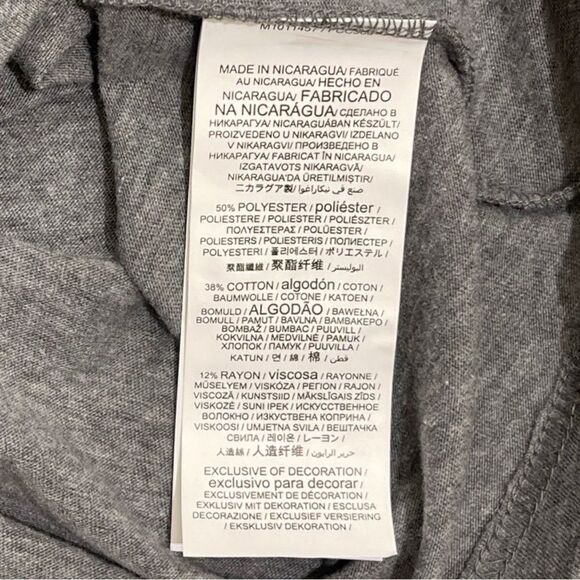 MADE IN NICARAGUA/ FABRIQUÉ
AU NICARAGUA/ HECHO EN
NICARAGUA/ FABRICADO
NA NICARÁGUA/ СДЕЛАНО В
НИКАРАГУА/ NICARAGUÁBAN KÉSZÜLT/
PROIZVEDENO U NIKARAGVI/ IZDELANO
V NIKARAGVI/ ПРОИЗВЕДЕНО В
НИКАРАГУА/ FABRICAT ÎN NICARAGUA/
IZGATAVOTS NIKARAGVĀ/
NIKARAGUA'DA ÜRETILMIŞTIR/
ニカラグア製/ صنع في نيكاراغوا/
50% POLYESTER / poliéster /
POLIESTERE / POLIESTER / POLIÉSZTER /
ΠΟΛΥΕΣΤΕΡΑΣ / POLÜESTER /
POLIESTERS / POLIESTERIS / ПОЛИЕСТЕР /
POLYESTERI / 폴리에스터 / ポリエステル /
聚酯纖維 / 聚酯纤维 / البوليستر/
38% COTTON / algodón / COTON /
BAUMWOLLE / COTONE / KATOEN /
BOMULD / ALGODÃO / BAWEŁNA /
BOMULL / PAMUT / BAVLNA / ΒΑΜΒΑΚΕΡΟ /
BOMBAŽ / BUMBAC / PUUVILL /
KOKVILNA / MEDVILNĖ / PAMUK /
ХЛОПОК / ПАМУК / PUUVILLA /
KATUN / 면 / 綿 / 棉 / قطن /
12% RAYON / viscosa / RAYONNE /
MŰSELYEM / VISKÓZA / ΡΕΓΙΟΝ / RAJON /
VISCOZĂ / KUNSTSIID / MĀKSLĪGAIS ZĪDS /
VISKOZĖ / SUNI IPEK / ИСКУССТВЕННОЕ
ВОЛОКНО / ИЗКУСТВЕНА КОПРИНА /
VISKOOSI / UMJETNA SVILA / ВЕШТАЧКА
СВИЛА / 레이온 / レーヨン /
人造絲 / 人造纤维 / حرير الرايون /
EXCLUSIVE OF DECORATION /
exclusivo para decorar /
EXCLUSIVEMENT DE DÉCORATION /
EXKLUSIV MIT DEKORATION / ESCLUSA
DECORAZIONE / EXCLUSIEF VERSIERING
/ EKSKLUSIV DEKORATION /